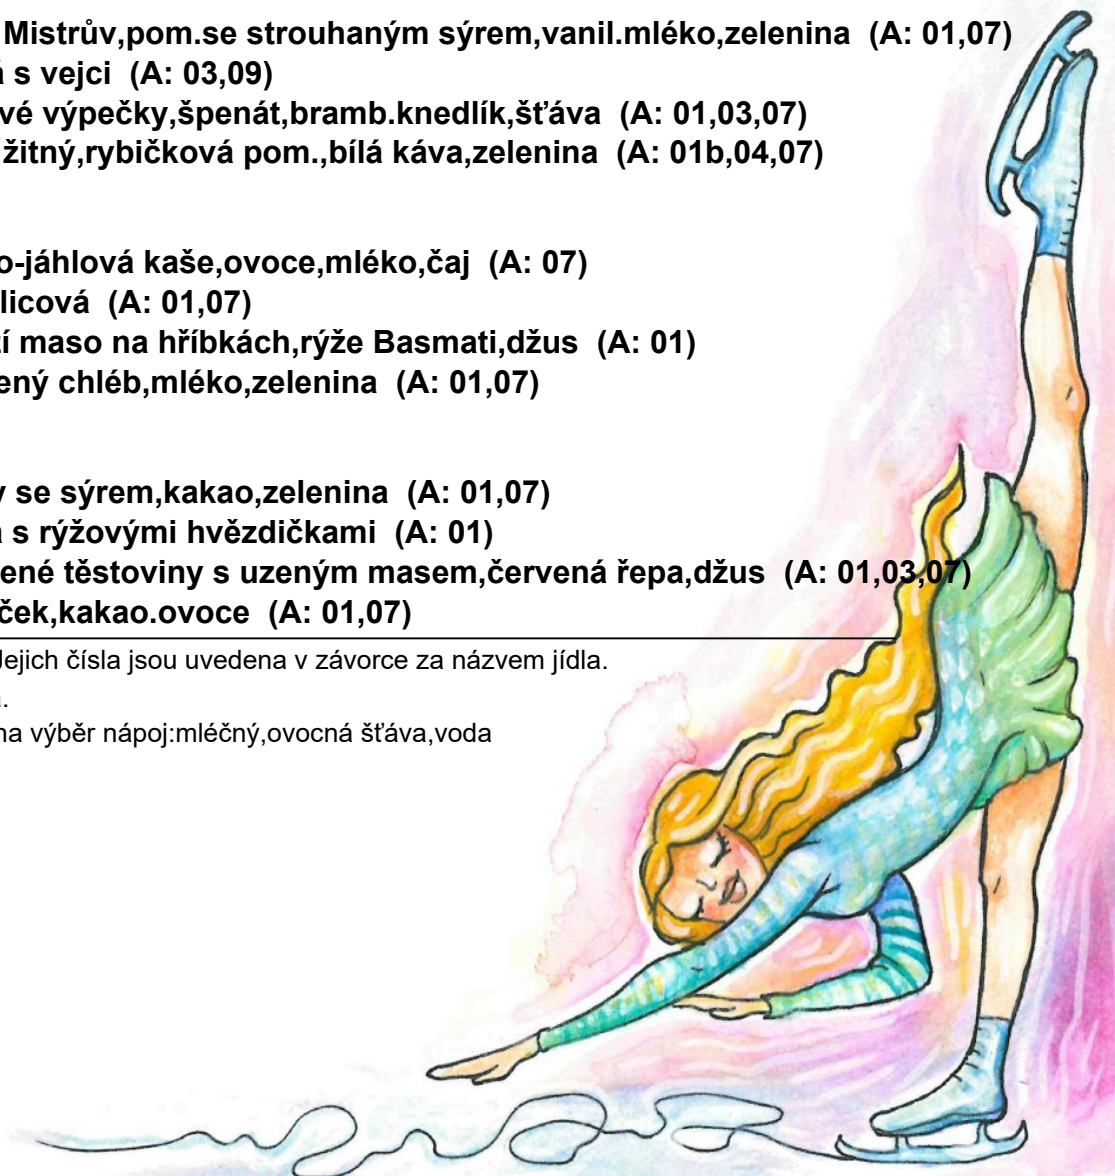 Mistrův,pom.se strouhaným sýrem,vanil.mléko,zelenina (A: 01,07)
s vejci (A: 03,09)
vé výpečky,špenát,bramb.knedlík,šťáva (A: 01,03,07)
žitný,rybičková pom.,bílá káva,zelenina (A: 01b,04,07)
o-jáhlová kaše,ovoce,mléko,čaj (A: 07)
licová (A: 01,07)
í maso na hříbkách,rýže Basmati,džus (A: 01)
ený chléb,mléko,zelenina (A: 01,07)
se sýrem,kakao,zelenina (A: 01,07)
s rýžovými hvězdičkami (A: 01)
ené těstoviny s uzeným masem,červená řepa,džus (A: 01,03,07)
ček,kakao.ovoce (A: 01,07)
Jejich čísla jsou uvedena v závorce za názvem jídla.
na výběr nápoj:mléčný,ovocná šťáva,voda